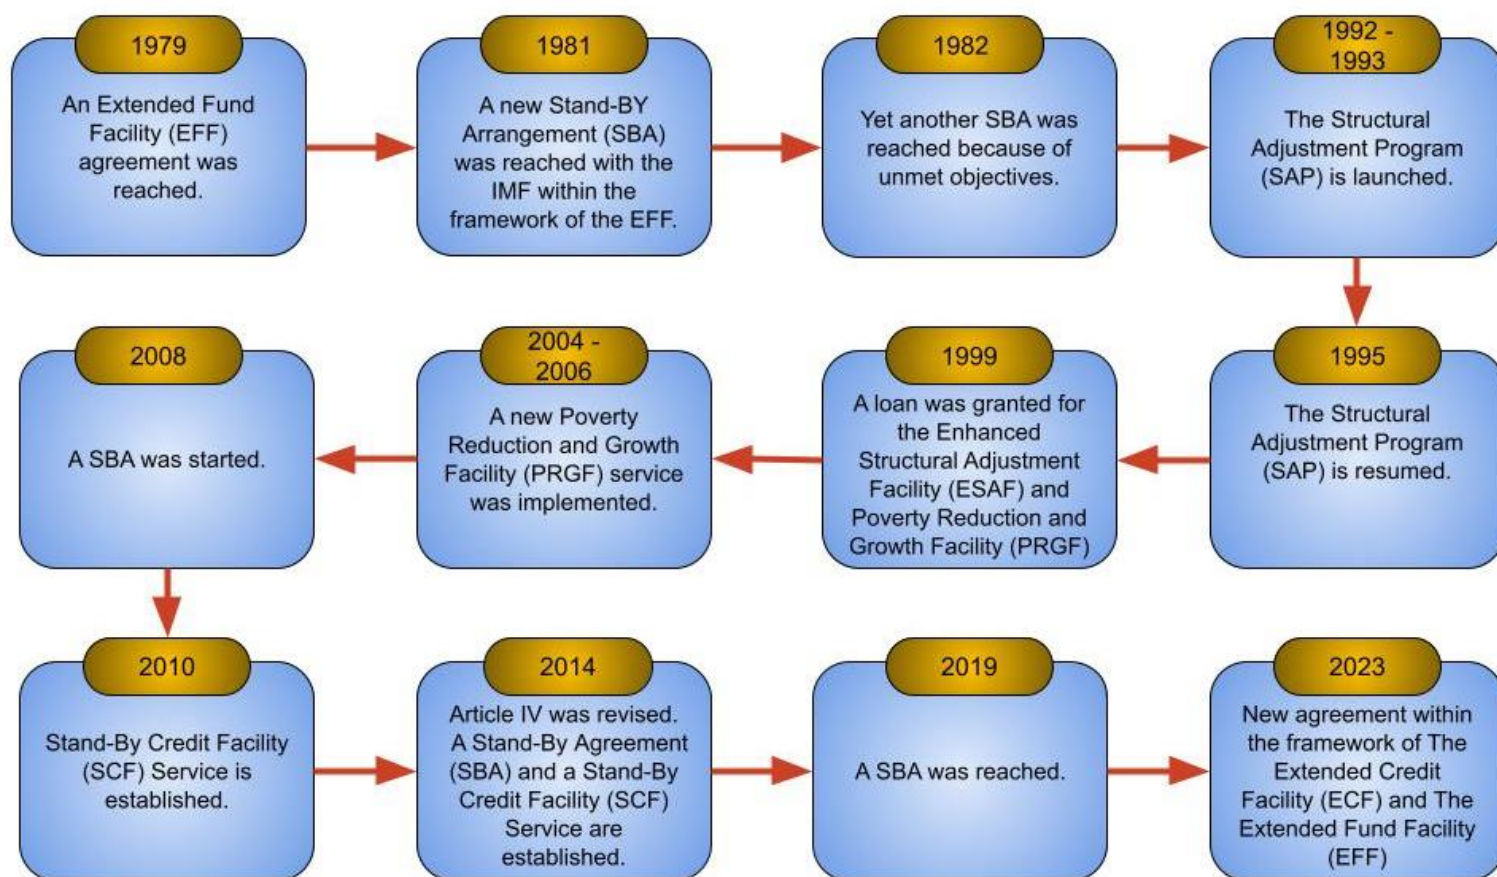 1979
An Extended Fund
Facility (EFF)
agreement was
reached.
1981
A new Stand-BY
Arrangement (SBA)
was reached with the
IMF within the
framework of the EFF.
1982
Yet another SBA was
reached because of
unmet objectives.
1992 -
1993
The Structural
Adjustment Program
(SAP) is launched.
1995
The Structural
Adjustment Program
(SAP) is resumed.
1999
A loan was granted for
the Enhanced
Structural Adjustment
Facility (ESAF) and
Poverty Reduction and
Growth Facility (PRGF)
2004 -
2006
A new Poverty
Reduction and Growth
Facility (PRGF) service
was implemented.
2008
A SBA was started.
2010
Stand-By Credit Facility
(SCF) Service is
established.
2014
Article IV was revised.
A Stand-By Agreement
(SBA) and a Stand-By
Credit Facility (SCF)
Service are
established.
2019
A SBA was reached.
2023
New agreement within
the framework of The
Extended Credit
Facility (ECF) and The
Extended Fund Facility
(EFF)